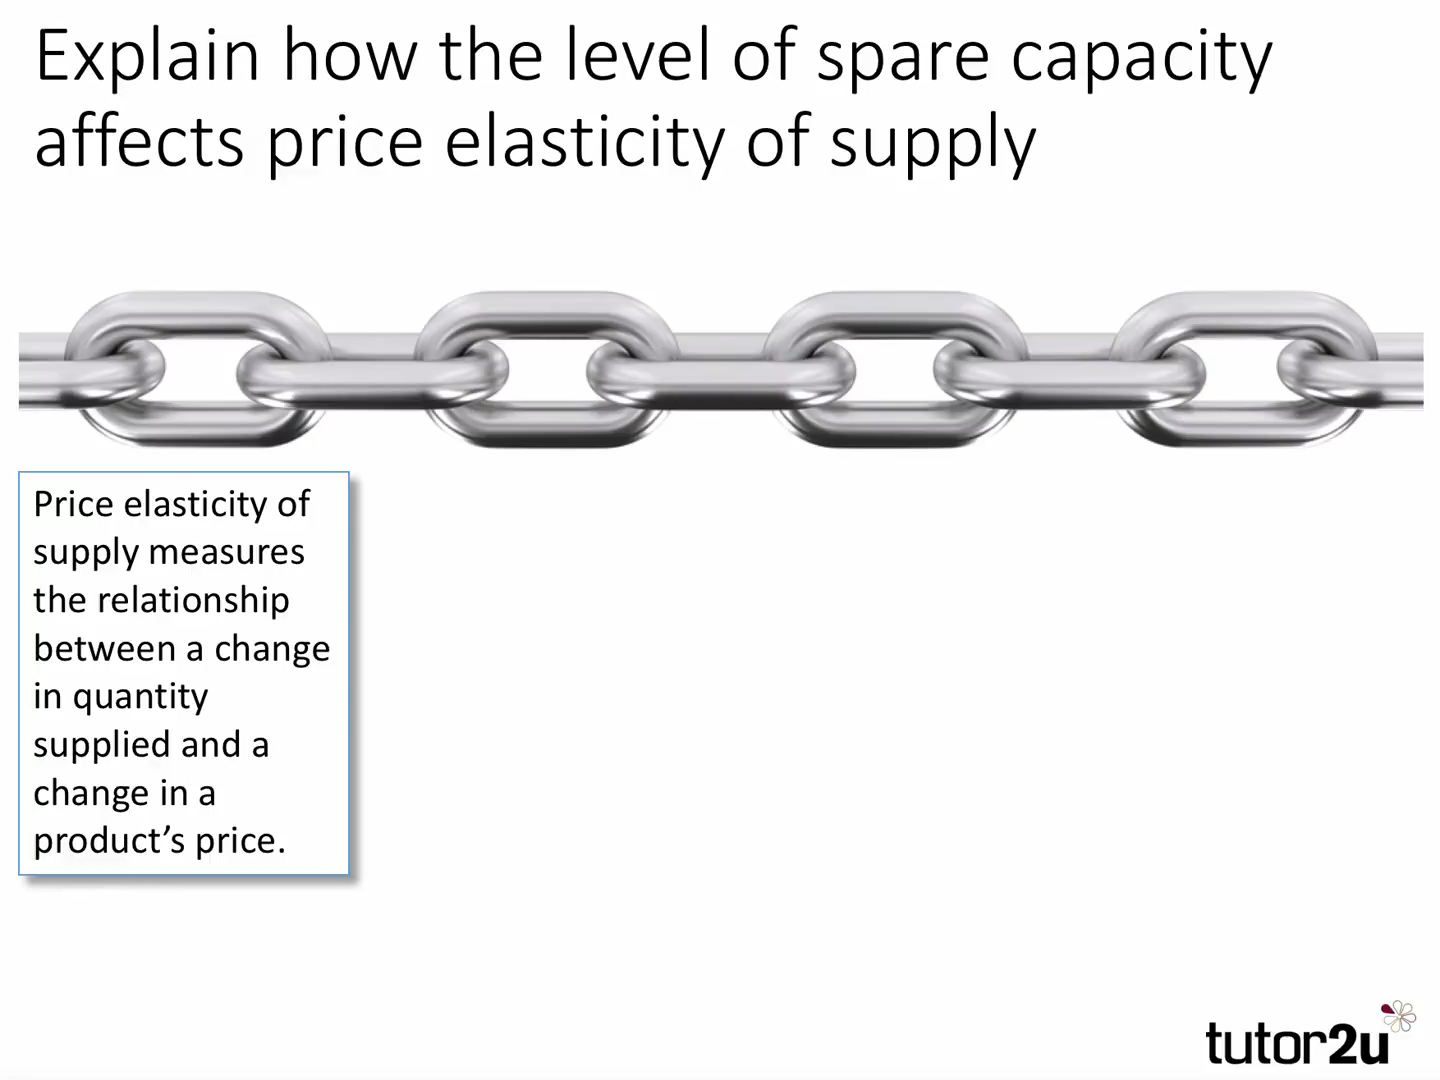 Explain how the level of spare capacity
affects price elasticity of supply
Price elasticity of
supply measures
the relationship
between a change
in quantity
supplied and a
change in a
product’s price.
tutor2u